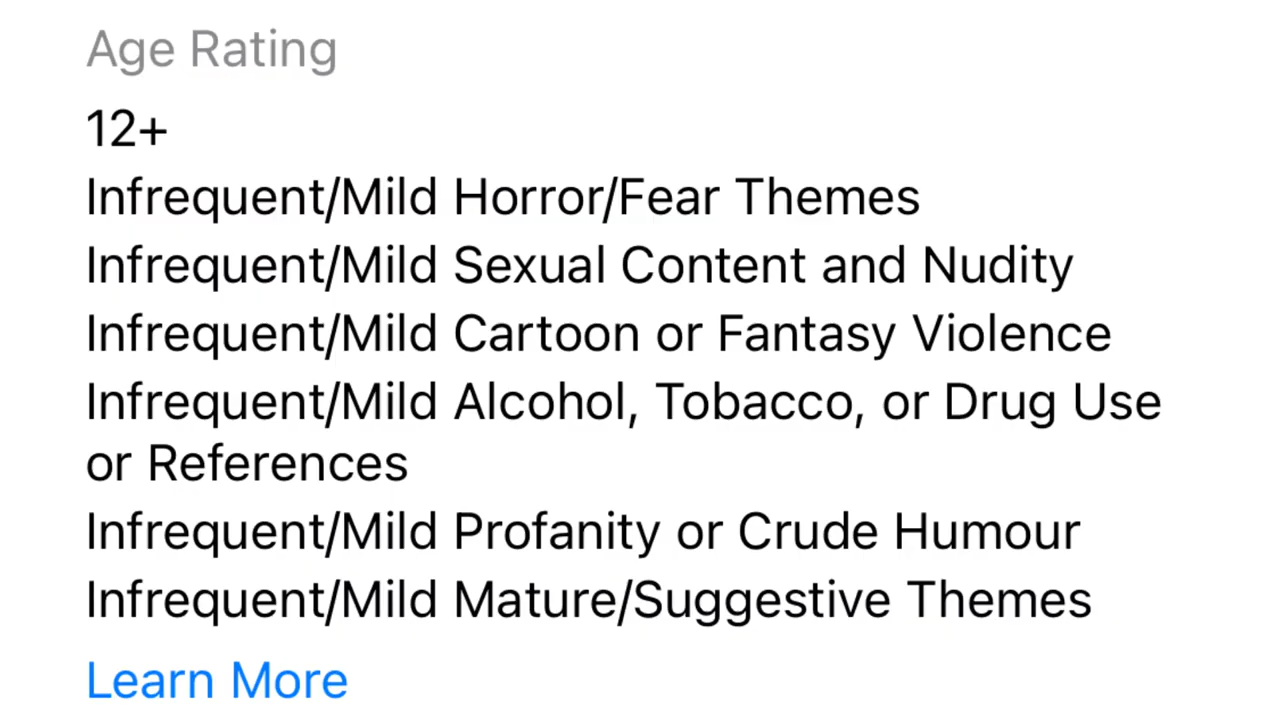 Age Rating
12+
Infrequent/Mild Horror/Fear Themes
Infrequent/Mild Sexual Content and Nudity
Infrequent/Mild Cartoon or Fantasy Violence
Infrequent/Mild Alcohol, Tobacco, or Drug Use
or References
Infrequent/Mild Profanity or Crude Humour
Infrequent/Mild Mature/Suggestive Themes
Learn More